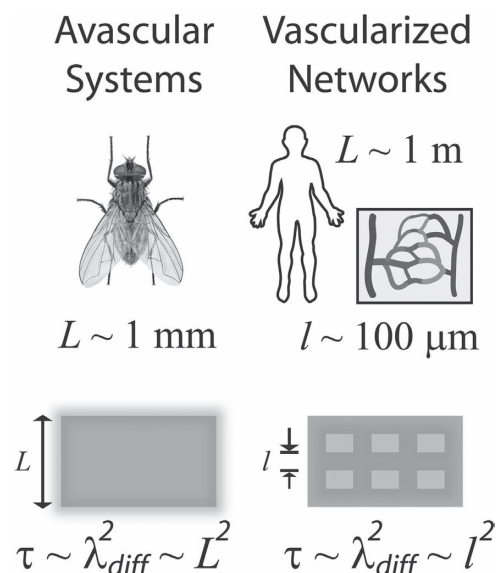 Avascular
Systems
Vascularized
Networks
L ~ 1 m
L ~ 1 mm
l ~ 100 μm
L
l
τ ~ λ²diff ~ L²
τ ~ λ²diff ~ l²